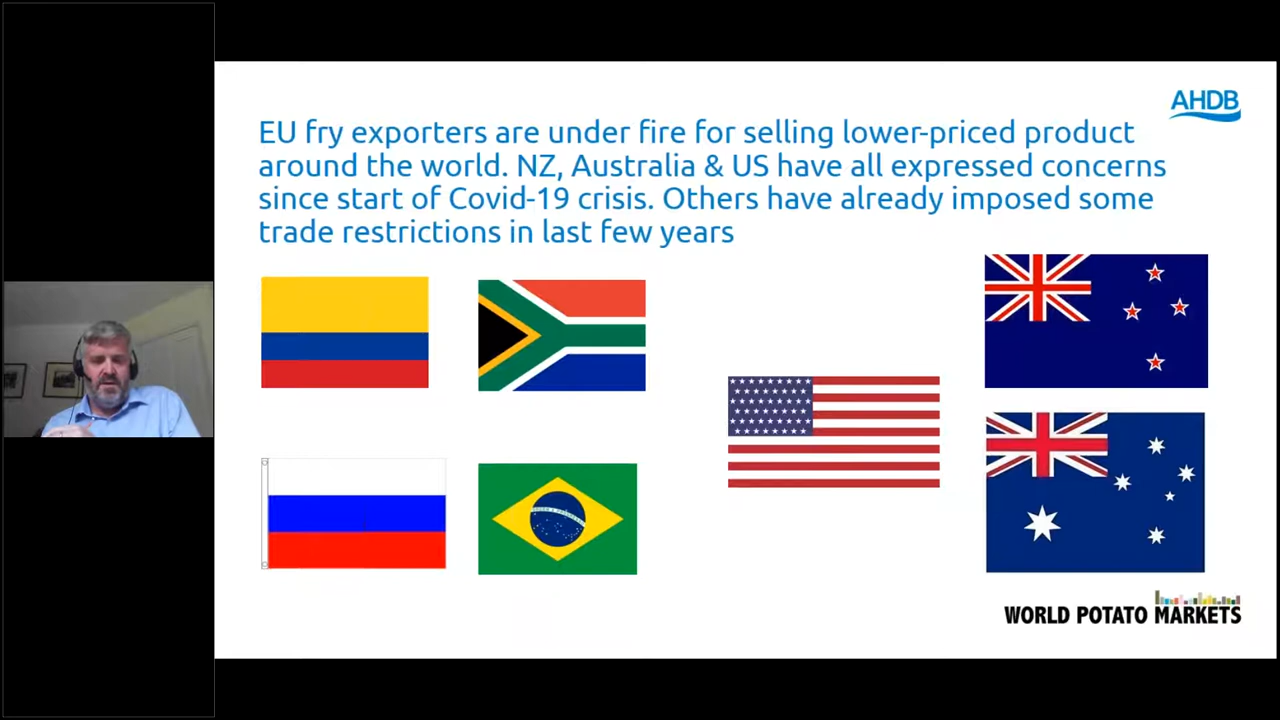 AHDB
EU fry exporters are under fire for selling lower-priced product
around the world. NZ, Australia & US have all expressed concerns
since start of Covid-19 crisis. Others have already imposed some
trade restrictions in last few years
WORLD POTATO MARKETS